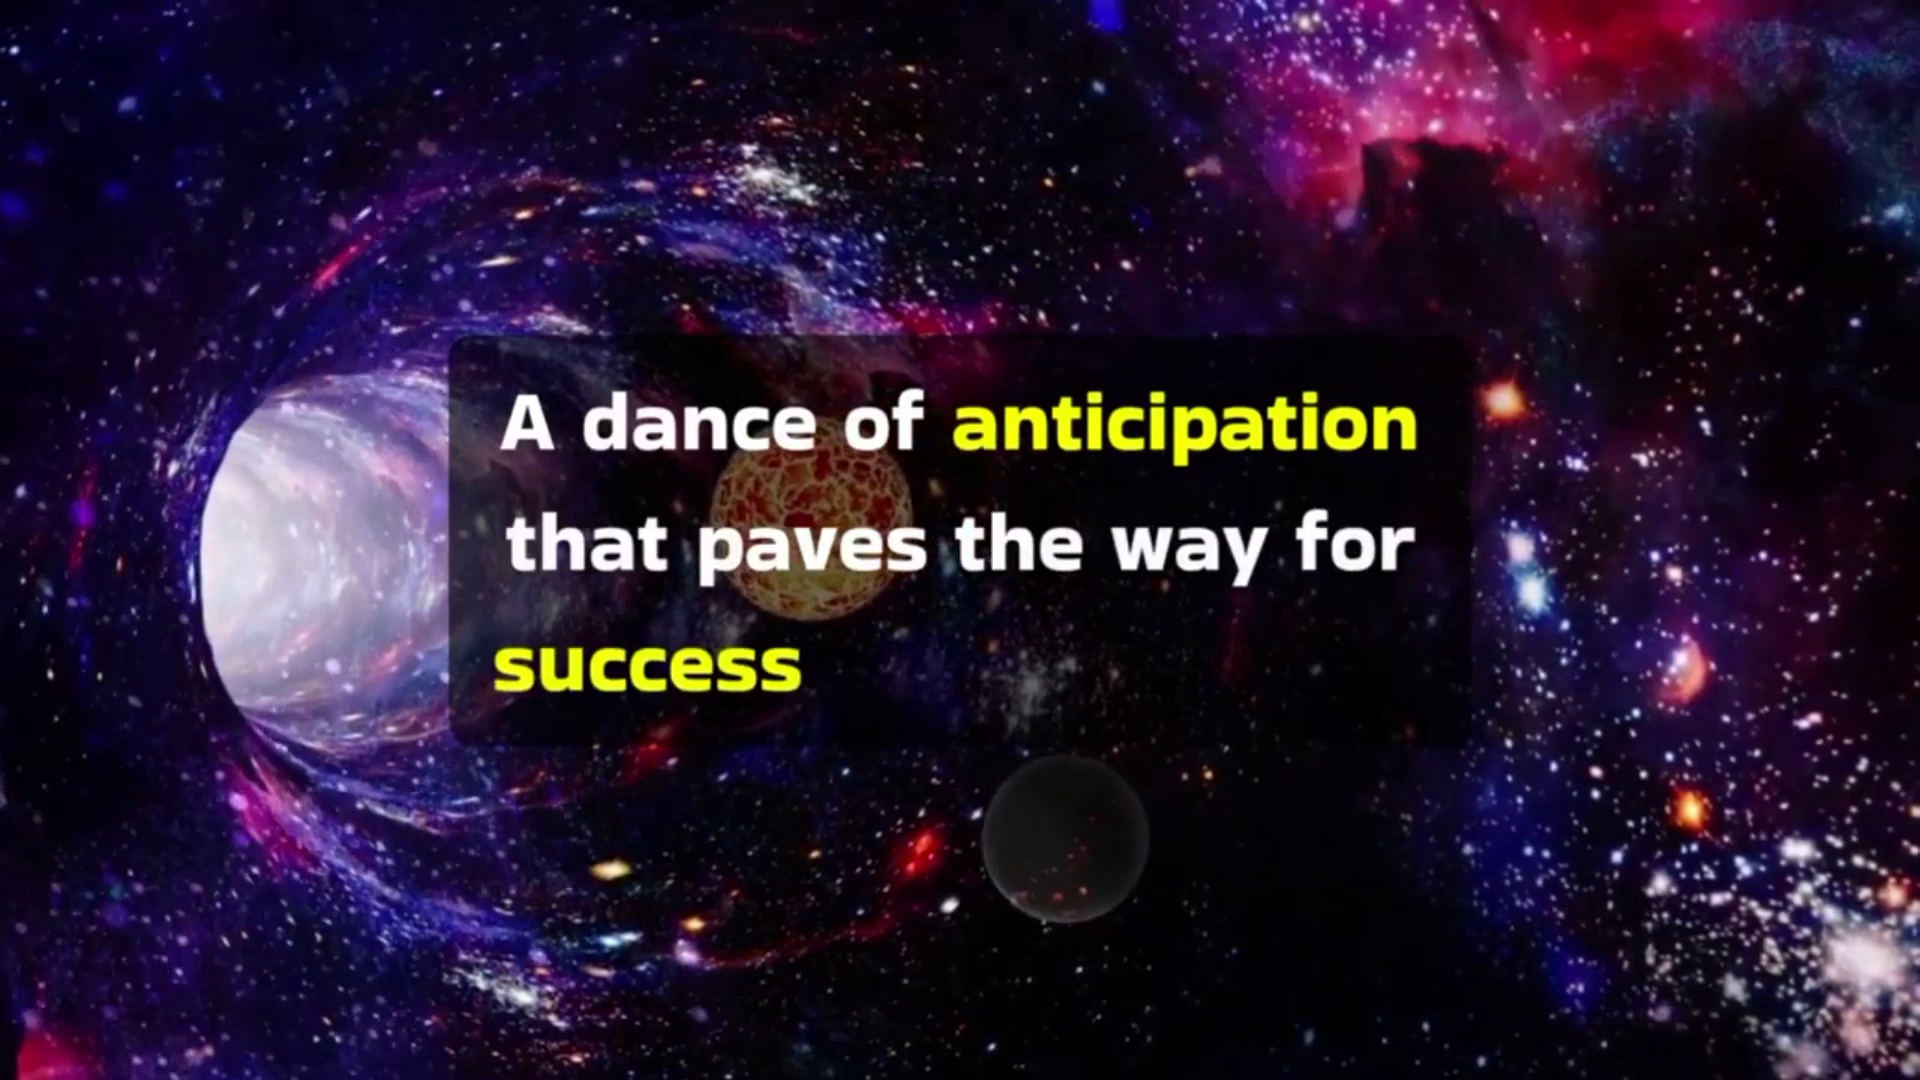 A dance of anticipation
that paves the way for
success